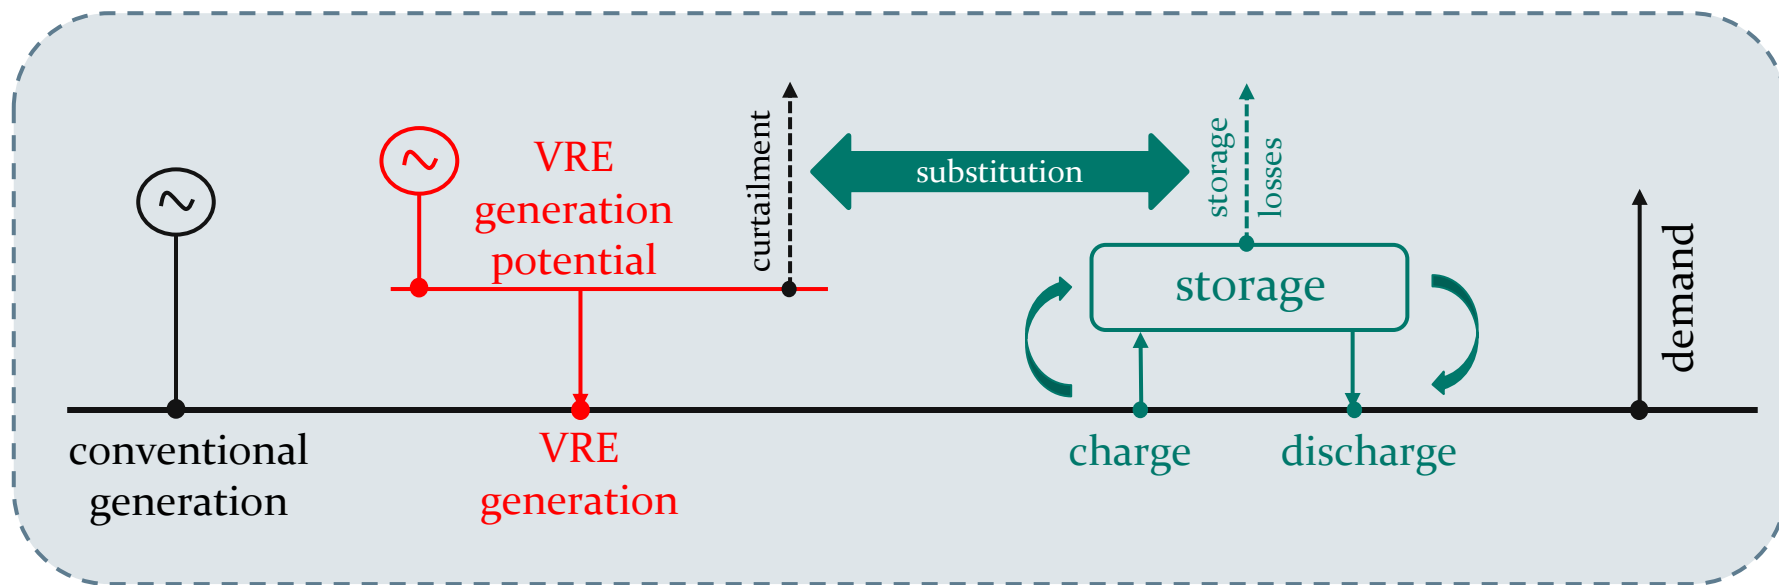 conventional
generation
VRE
generation
potential
VRE
generation
curtailment
substitution
storage
losses
storage
charge
discharge
demand